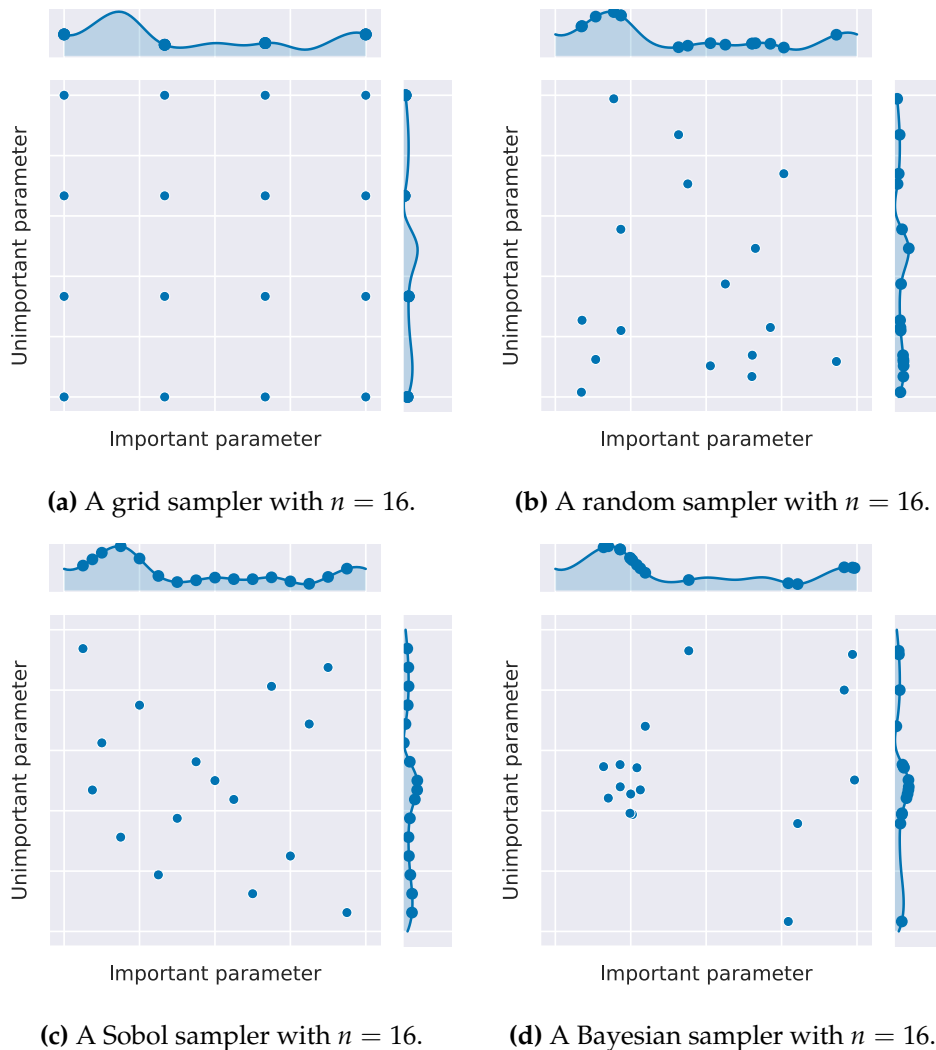 Unimportant parameter
Important parameter
(a) A grid sampler with n = 16.
Unimportant parameter
Important parameter
(b) A random sampler with n = 16.
Unimportant parameter
Important parameter
(c) A Sobol sampler with n = 16.
Unimportant parameter
Important parameter
(d) A Bayesian sampler with n = 16.